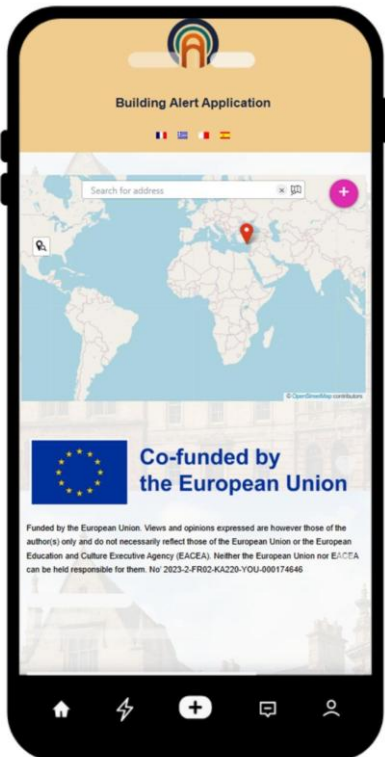 Building Alert Application
Search for address
© OpenStreetMap contributors
Co-funded by
the European Union
Funded by the European Union. Views and opinions expressed are however those of the
author(s) only and do not necessarily reflect those of the European Union or the European
Education and Culture Executive Agency (EACEA). Neither the European Union nor EACEA
can be held responsible for them. No' 2023-2-FR02-KA220-YOU-000174646